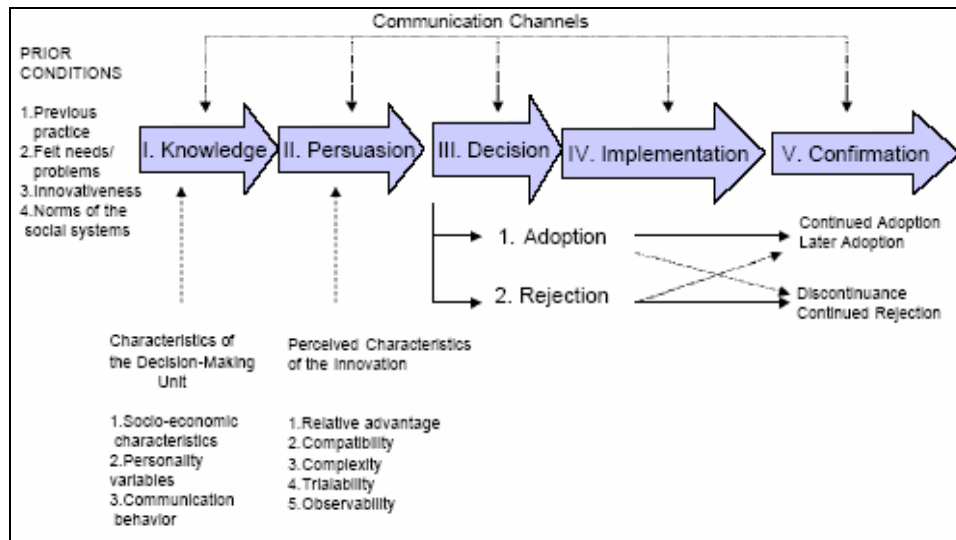 Communication Channels
PRIOR
CONDITIONS
1.Previous
practice
2.Felt needs/
problems
3.Innovativeness
4.Norms of the
social systems
I. Knowledge
II. Persuasion
III. Decision
IV. Implementation
V. Confirmation
1. Adoption
2. Rejection
Continued Adoption
Later Adoption
Discontinuance
Continued Rejection
Characteristics of
the Decision-Making
Unit
1.Socio-economic
characteristics
2.Personality
variables
3.Communication
behavior
Perceived Characteristics
of the Innovation
1.Relative advantage
2.Compatibility
3.Complexity
4.Trialability
5.Observability